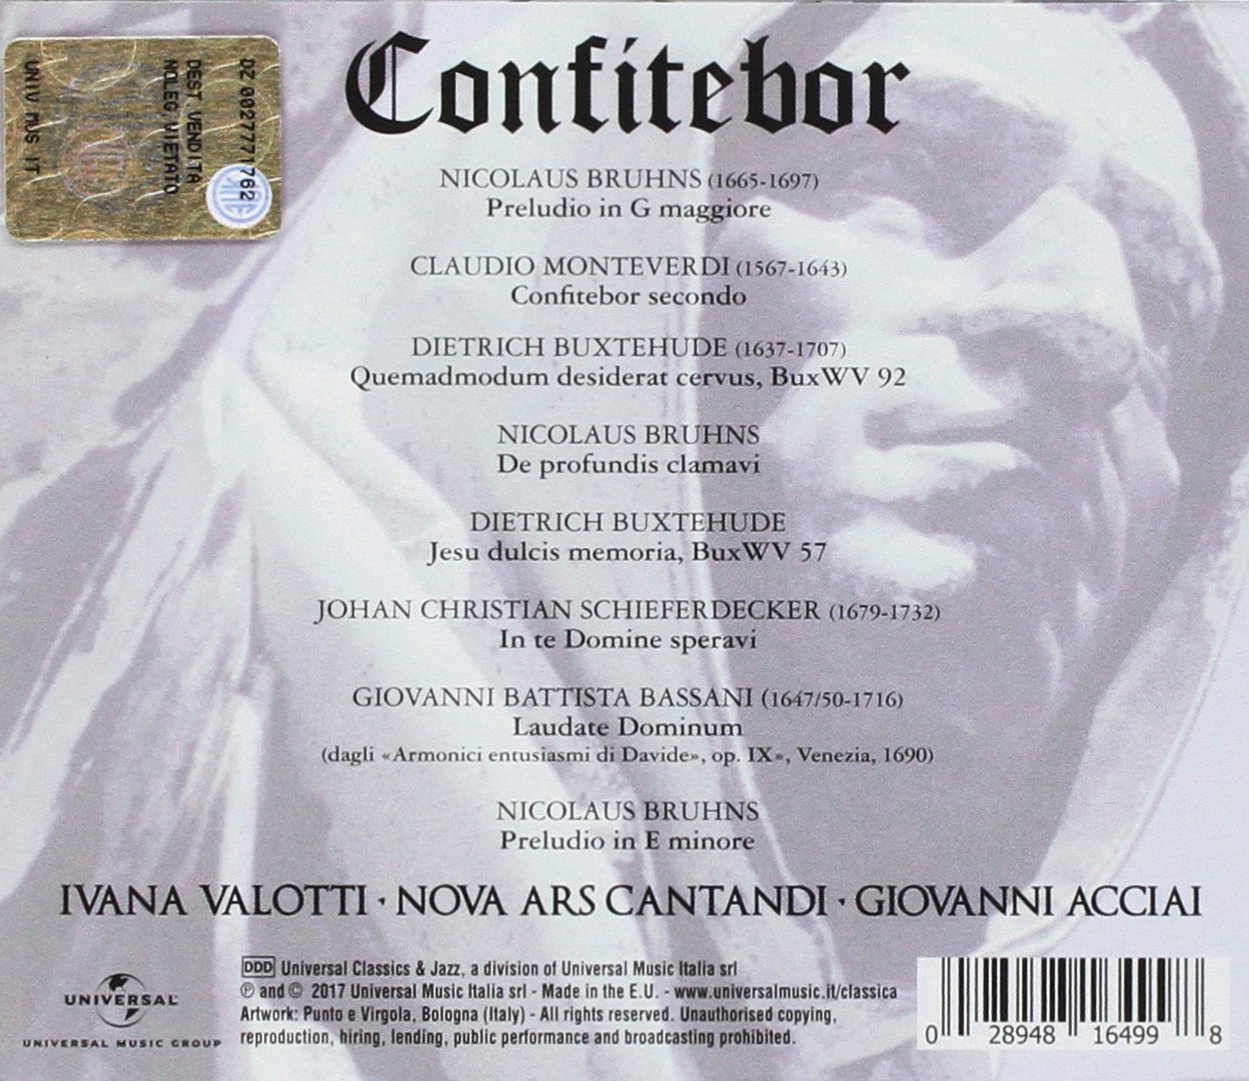 Confitebor
DZ 0027771762
DEST. VENDITA
NOLEG. VIETATO
UNIV MUS IT
NICOLAUS BRUHNS (1665-1697)
Preludio in G maggiore
CLAUDIO MONTEVERDI (1567-1643)
Confitebor secondo
DIETRICH BUXTEHUDE (1637-1707)
Quemadmodum desiderat cervus, BuxWV 92
NICOLAUS BRUHNS
De profundis clamavi
DIETRICH BUXTEHUDE
Jesu dulcis memoria, BuxWV 57
JOHAN CHRISTIAN SCHIEFERDECKER (1679-1732)
In te Domine speravi
GIOVANNI BATTISTA BASSANI (1647/50-1716)
Laudate Dominum
(dagli «Armonici entusiasmi di Davide», op. IX», Venezia, 1690)
NICOLAUS BRUHNS
Preludio in E minore
IVANA VALOTTI · NOVA ARS CANTANDI · GIOVANNI ACCIAI
DDD Universal Classics & Jazz, a division of Universal Music Italia srl
℗ and © 2017 Universal Music Italia srl - Made in the E.U. - www.universalmusic.it/classica
Artwork: Punto e Virgola, Bologna (Italy) - All rights reserved. Unauthorised copying,
reproduction, hiring, lending, public performance and broadcasting prohibited.
UNIVERSAL
UNIVERSAL MUSIC GROUP
0 28948 16499 8